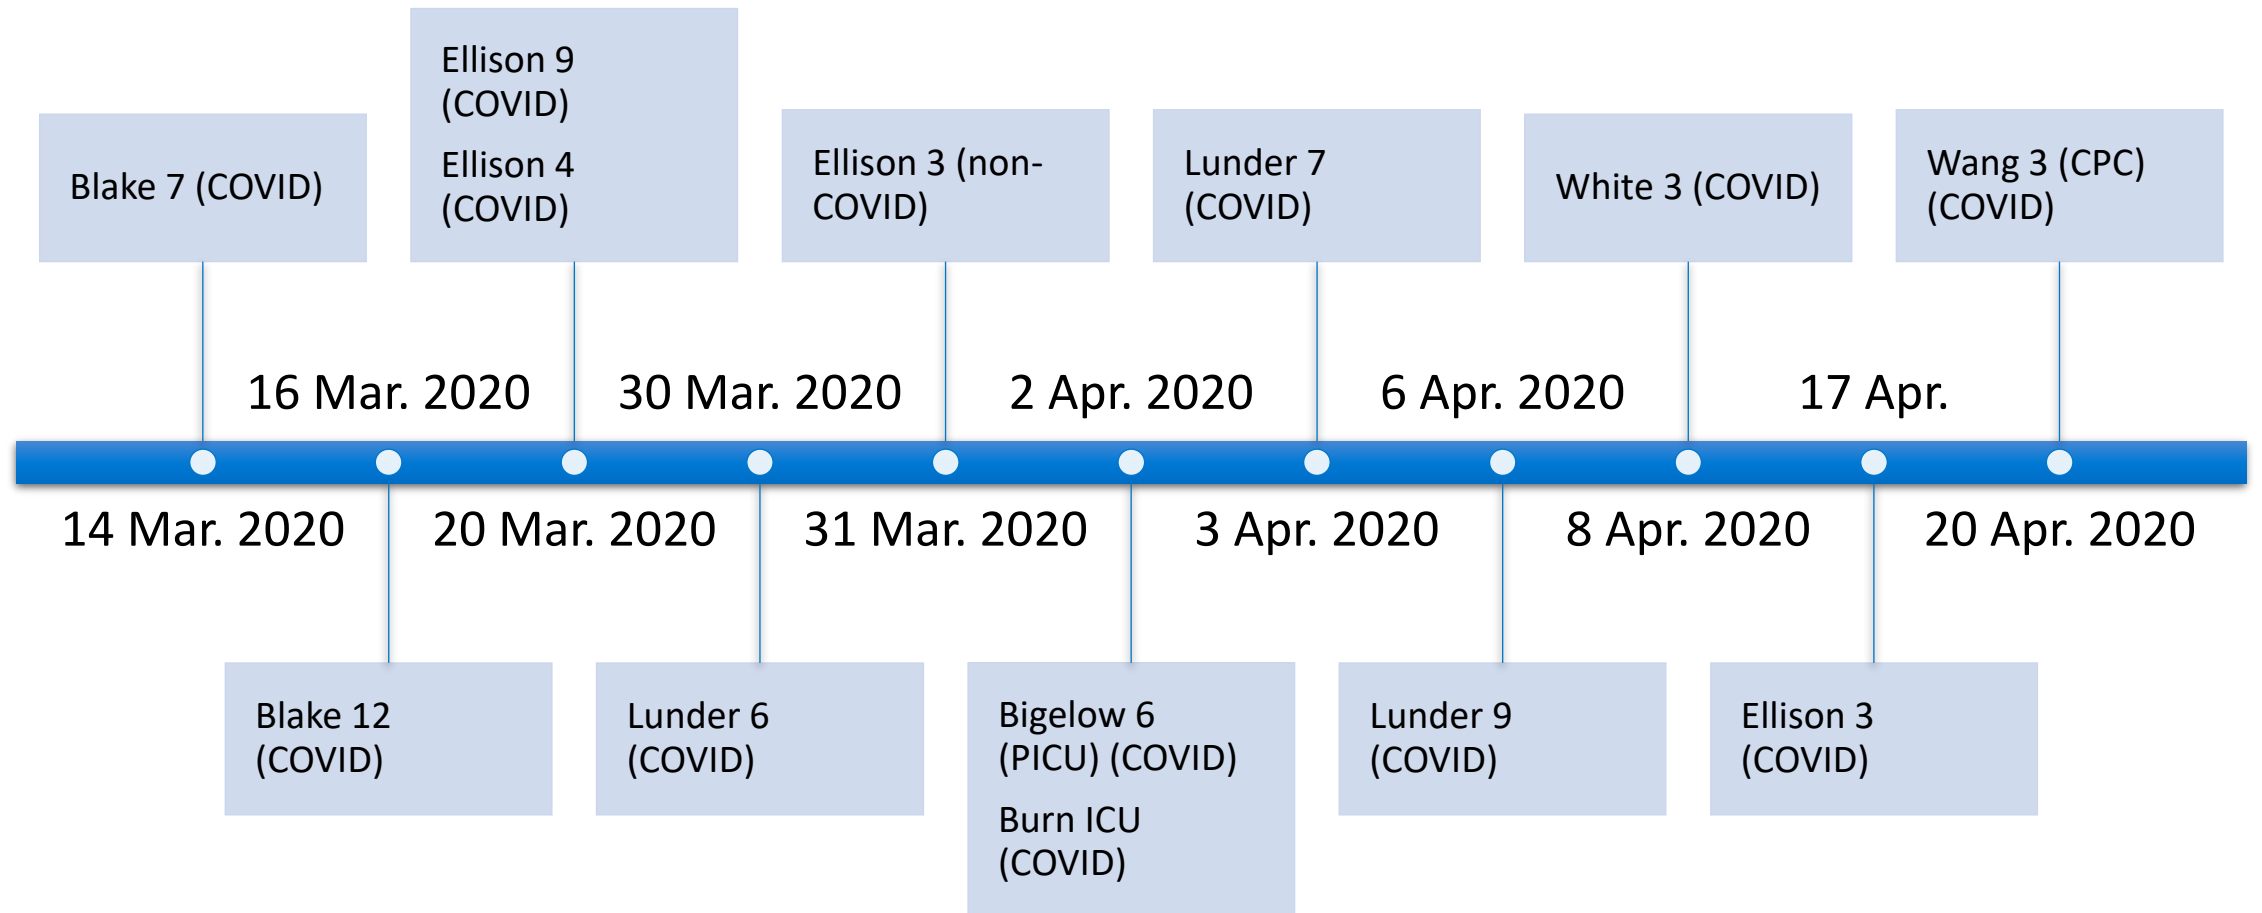 Ellison 9
(COVID)
Ellison 4
(COVID)
Blake 7 (COVID)
Ellison 3 (non-
COVID)
Lunder 7
(COVID)
White 3 (COVID)
Wang 3 (CPC)
(COVID)
16 Mar. 2020
30 Mar. 2020
2 Apr. 2020
6 Apr. 2020
17 Apr.
14 Mar. 2020
20 Mar. 2020
31 Mar. 2020
3 Apr. 2020
8 Apr. 2020
20 Apr. 2020
Blake 12
(COVID)
Lunder 6
(COVID)
Bigelow 6
(PICU) (COVID)
Burn ICU
(COVID)
Lunder 9
(COVID)
Ellison 3
(COVID)